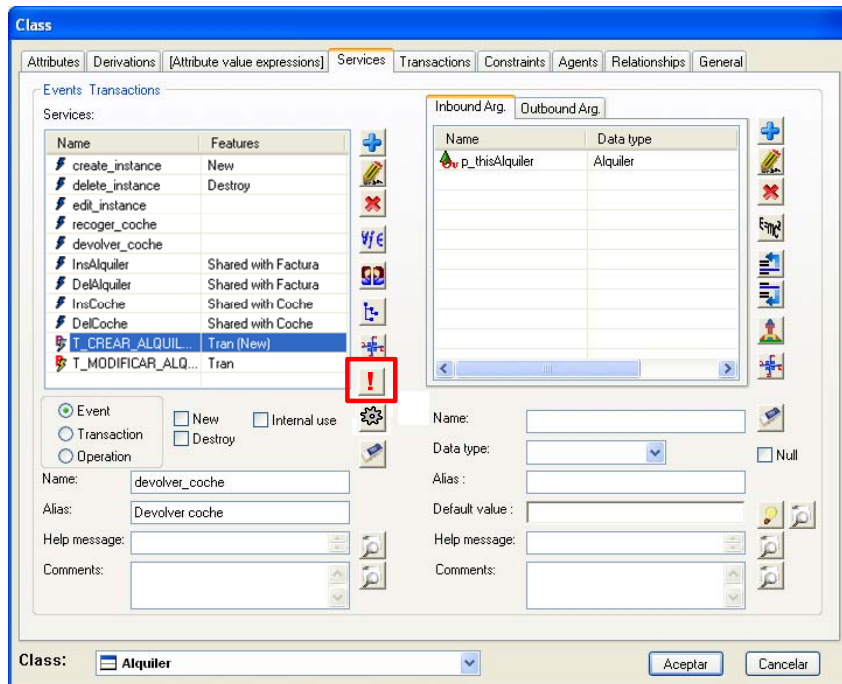 Class
Attributes Derivations [Attribute value expressions] Services Transactions Constraints Agents Relationships General
Events Transactions
Services:
Name Features
create_instance New
delete_instance Destroy
edit_instance
recoger_coche
devolver_coche
InsAlquiler Shared with Factura
DelAlquiler Shared with Factura
InsCoche Shared with Coche
DelCoche Shared with Coche
T_CREAR_ALQUIL... Tran (New)
T_MODIFICAR_ALQ... Tran
!
Event
Transaction
Operation
New
Destroy
Internal use
Name: devolver_coche
Alias: Devolver coche
Help message:
Comments:
Inbound Arg. Outbound Arg.
Name Data type
p_thisAlquiler Alquiler
Name:
Data type:
Null
Alias :
Default value :
Help message:
Comments:
Class: Alquiler
Aceptar Cancelar